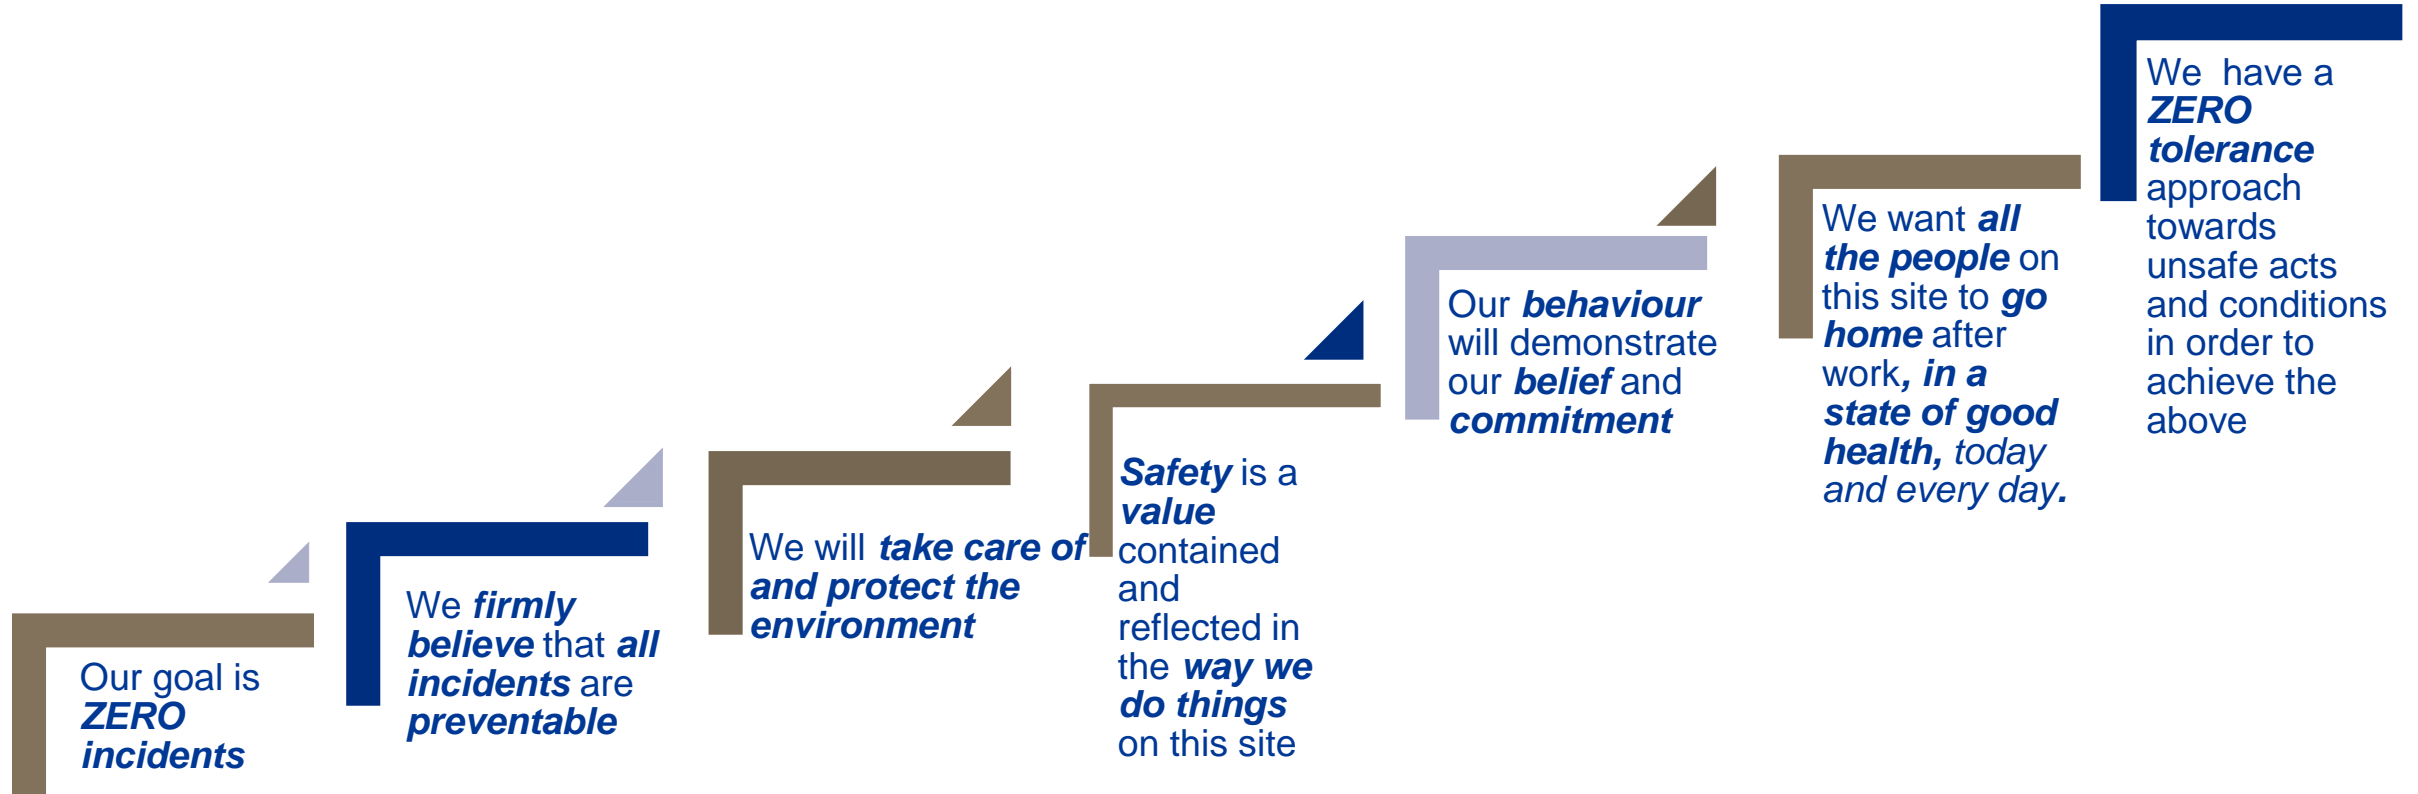 Our goal is
ZERO
incidents
We firmly
believe that all
incidents are
preventable
We will take care of
and protect the
environment
Safety is a
value
contained
and
reflected in
the way we
do things
on this site
Our behaviour
will demonstrate
our belief and
commitment
We want all
the people on
this site to go
home after
work, in a
state of good
health, today
and every day.
We have a
ZERO
tolerance
approach
towards
unsafe acts
and conditions
in order to
achieve the
above